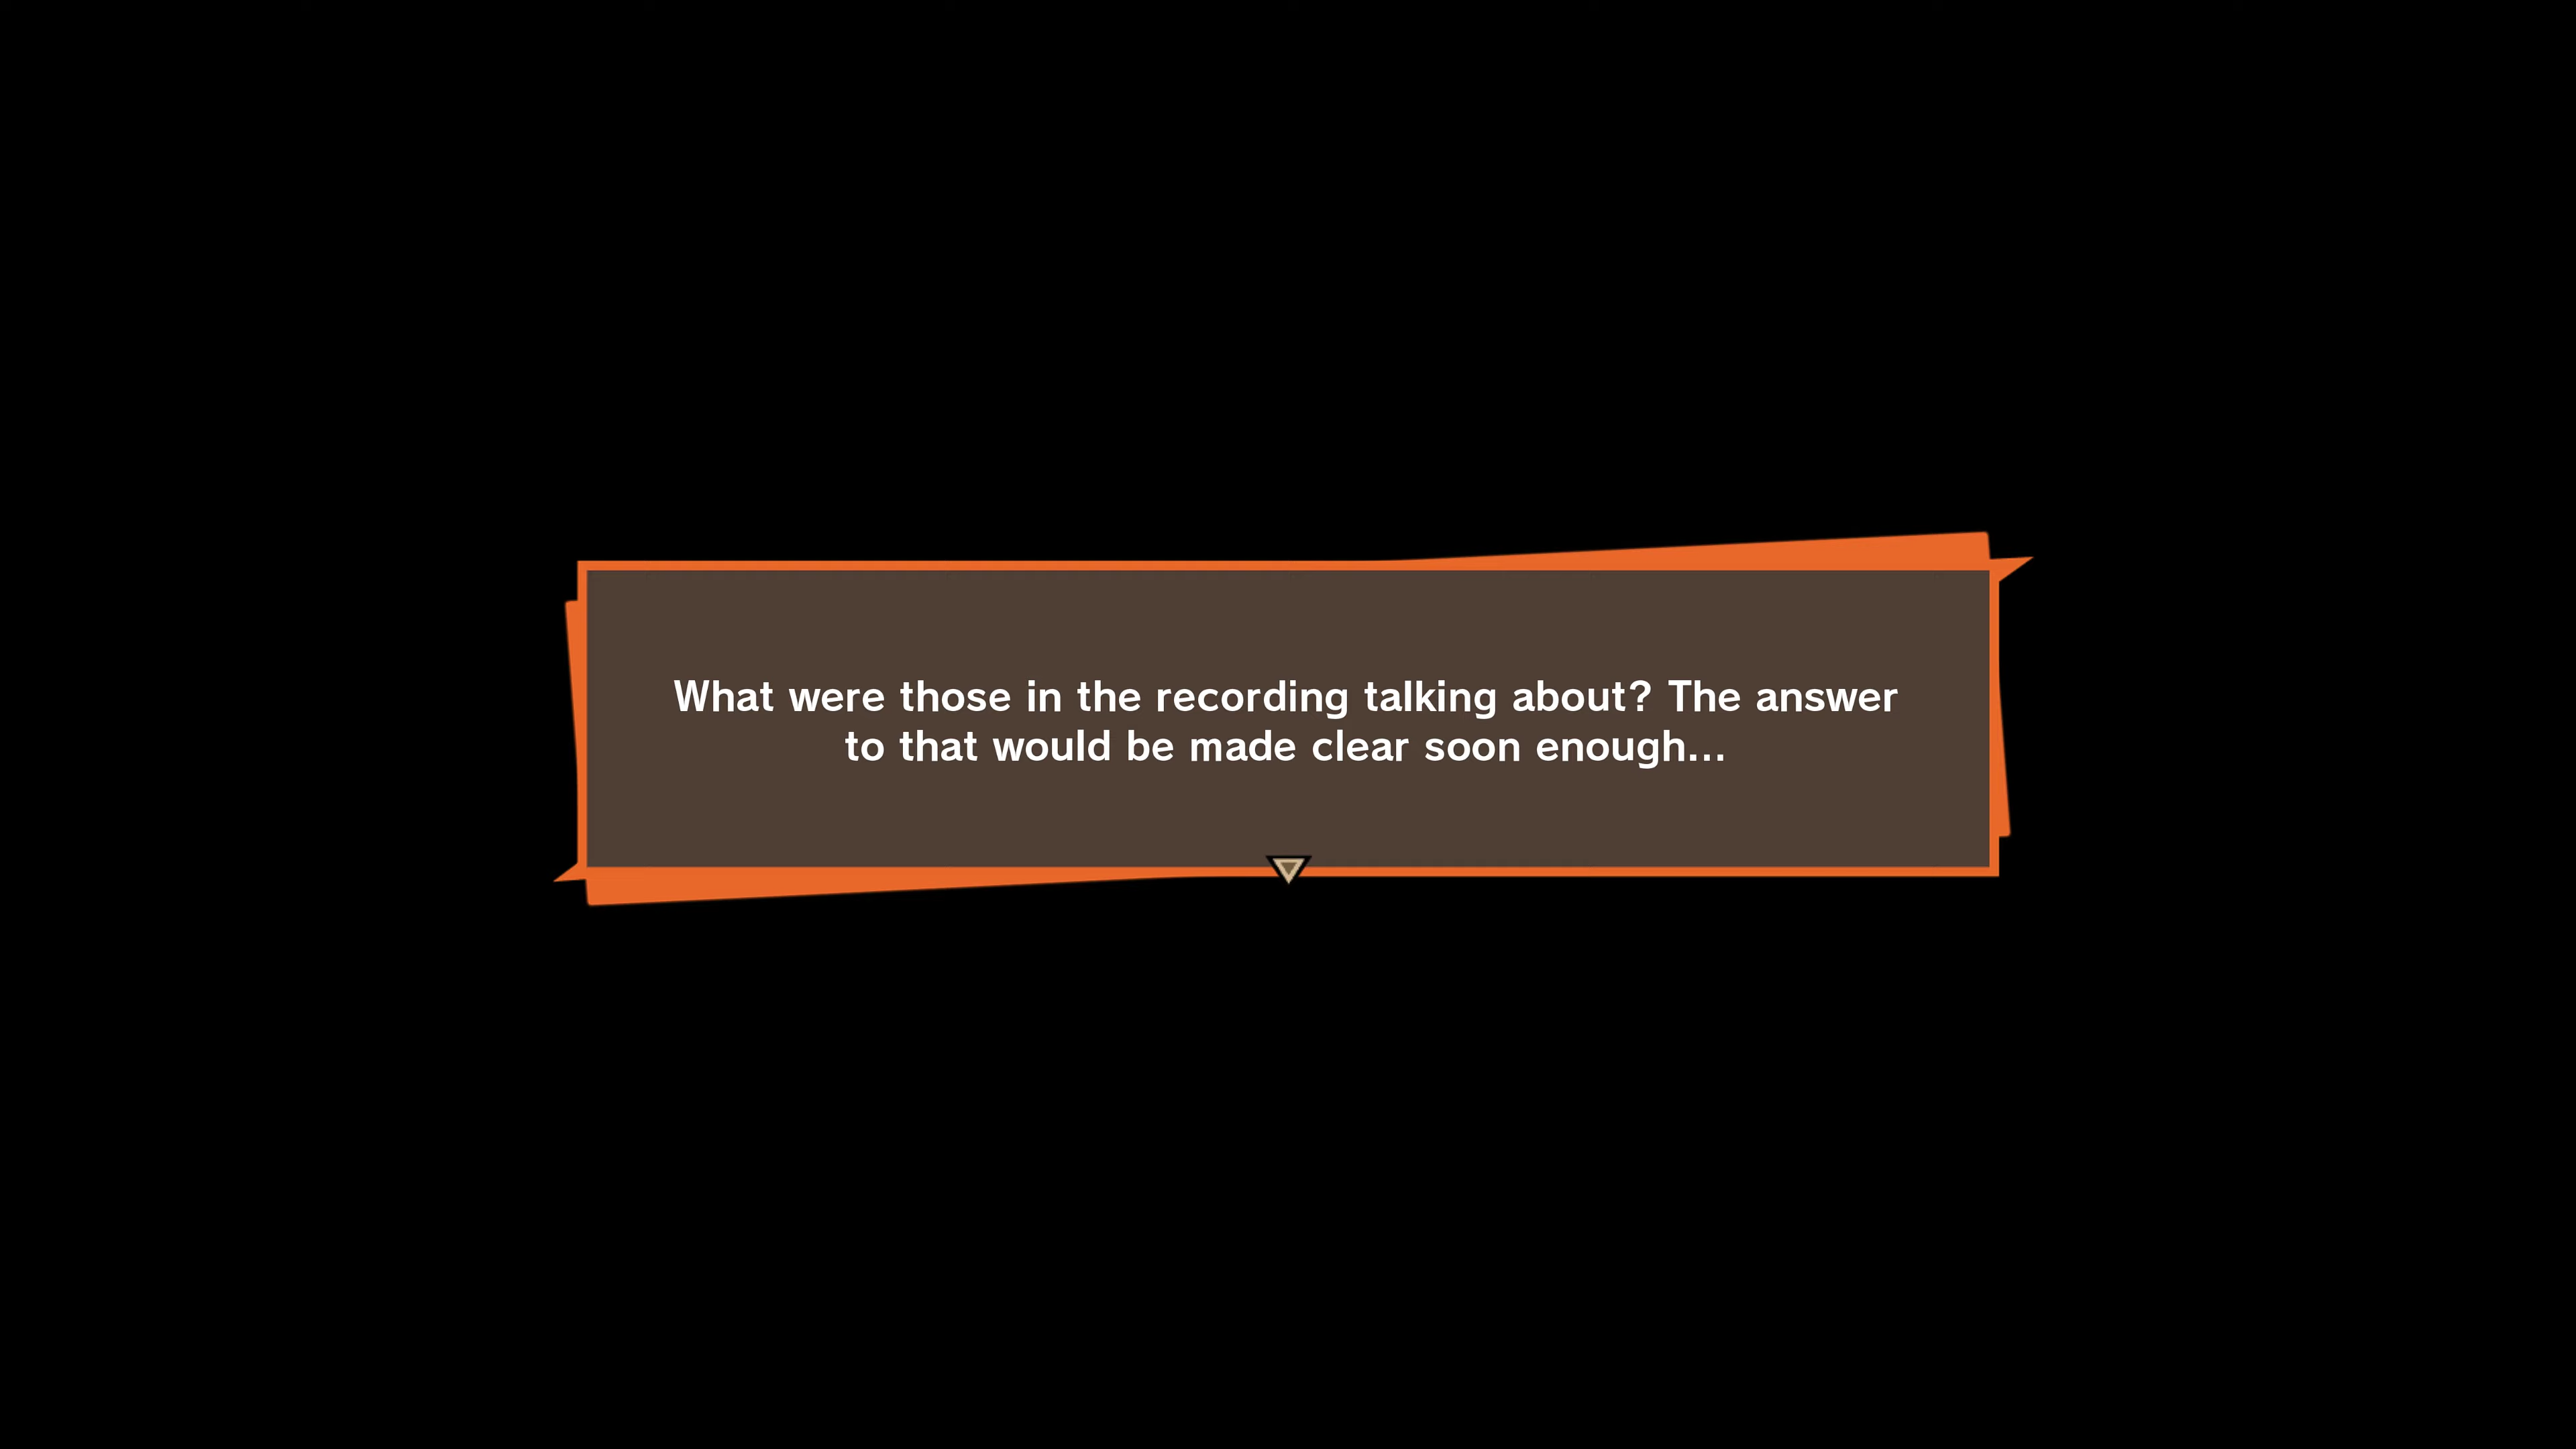 What were those in the recording talking about? The answer
to that would be made clear soon enough...